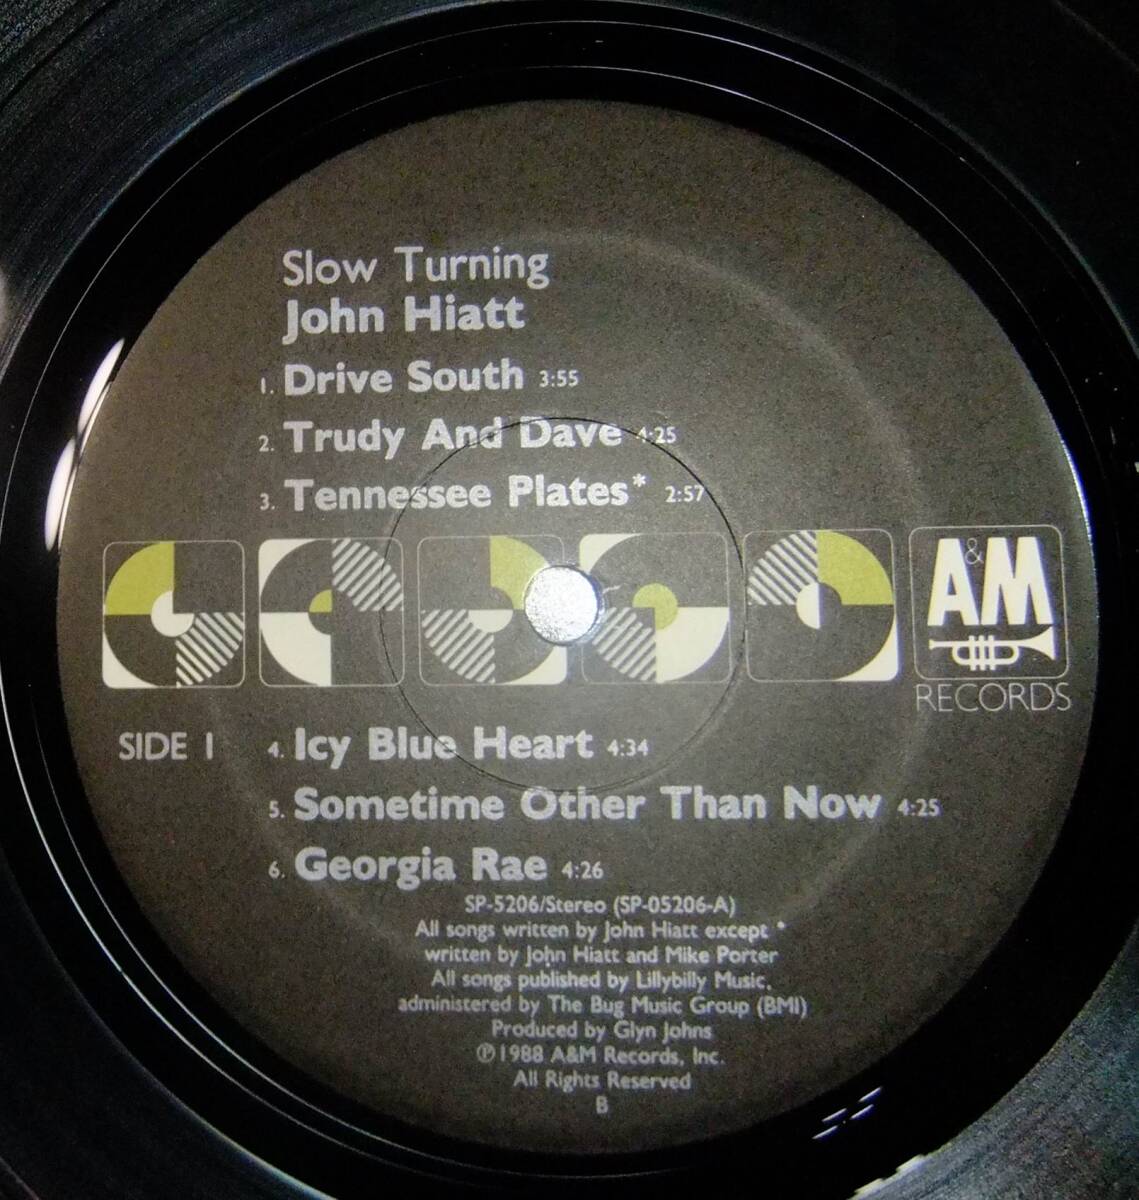 Slow Turning
John Hiatt
1. Drive South 3:55
2. Trudy And Dave 4:25
3. Tennessee Plates* 2:57
A&M
RECORDS
SIDE 1
4. Icy Blue Heart 4:34
5. Sometime Other Than Now 4:25
6. Georgia Rae 4:26
SP-5206/Stereo (SP-05206-A)
All songs written by John Hiatt except *
written by John Hiatt and Mike Porter
All songs published by Lillybilly Music,
administered by The Bug Music Group (BMI)
Produced by Glyn Johns
℗1988 A&M Records, Inc.
All Rights Reserved
B